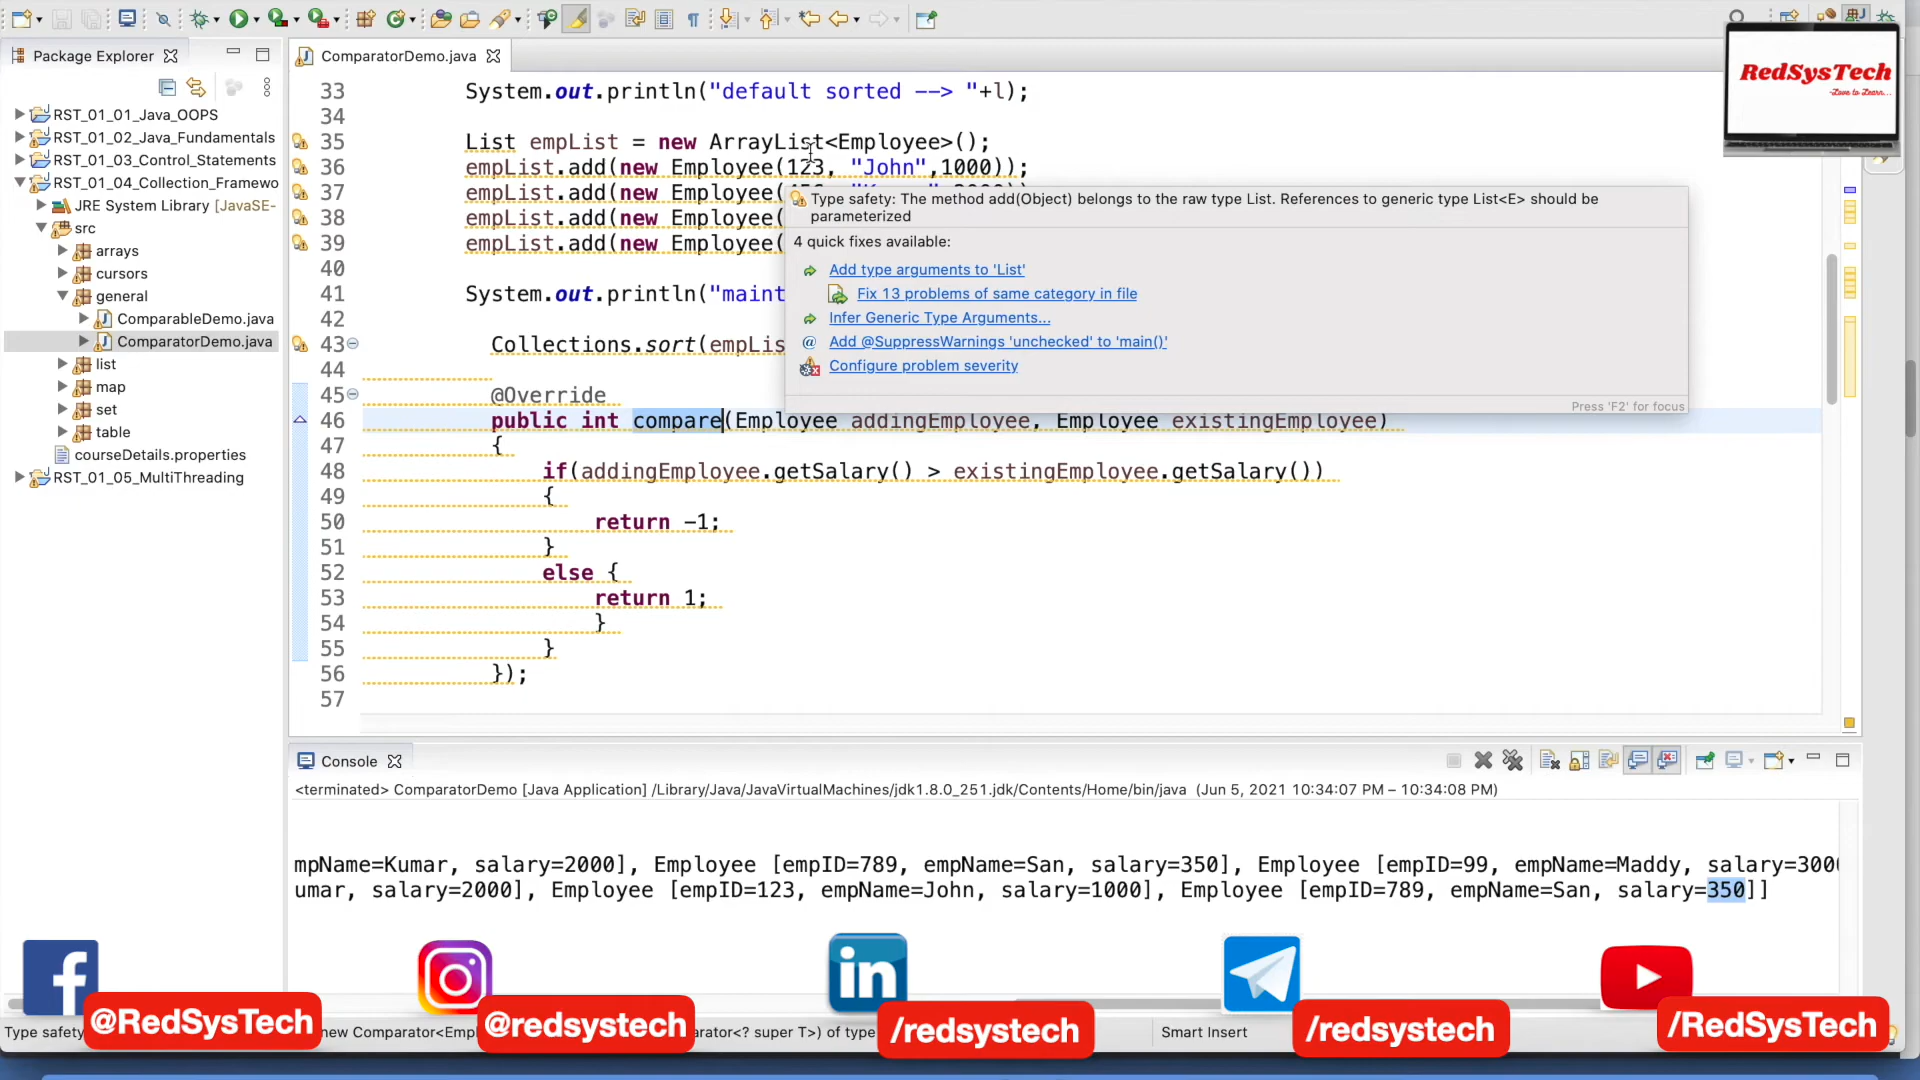 Package Explorer
ComparatorDemo.java
RedSysTech
-Love to Learn...
RST_01_01_Java_OOPS
RST_01_02_Java_Fundamentals
RST_01_03_Control_Statements
RST_01_04_Collection_Framewo
JRE System Library [JavaSE-
src
arrays
cursors
general
ComparableDemo.java
ComparatorDemo.java
list
map
set
table
courseDetails.properties
RST_01_05_MultiThreading
33 System.out.println("default sorted --> "+l);
34
35 List empList = new ArrayList<Employee>();
36 empList.add(new Employee(123, "John",1000));
37 empList.add(new Employee(
38 empList.add(new Employee(
39 empList.add(new Employee(
40
41 System.out.println("maint
42
43 Collections.sort(empLis
44
45 @Override
46 public int compare(Employee addingEmployee, Employee existingEmployee)
47 {
48 if(addingEmployee.getSalary() > existingEmployee.getSalary())
49 {
50 return -1;
51 }
52 else {
53 return 1;
54 }
55 }
56 });
57
Type safety: The method add(Object) belongs to the raw type List. References to generic type List<E> should be
parameterized
4 quick fixes available:
Add type arguments to 'List'
Fix 13 problems of same category in file
Infer Generic Type Arguments...
@ Add @SuppressWarnings 'unchecked' to 'main()'
Configure problem severity
Press 'F2' for focus
Console
<terminated> ComparatorDemo [Java Application] /Library/Java/JavaVirtualMachines/jdk1.8.0_251.jdk/Contents/Home/bin/java (Jun 5, 2021 10:34:07 PM – 10:34:08 PM)
mpName=Kumar, salary=2000], Employee [empID=789, empName=San, salary=350], Employee [empID=99, empName=Maddy, salary=3000
umar, salary=2000], Employee [empID=123, empName=John, salary=1000], Employee [empID=789, empName=San, salary=350]]
Type safety
new Comparator<Emp
arator<? super T>) of type
Smart Insert
@RedSysTech
@redsystech
/redsystech
/redsystech
/RedSysTech